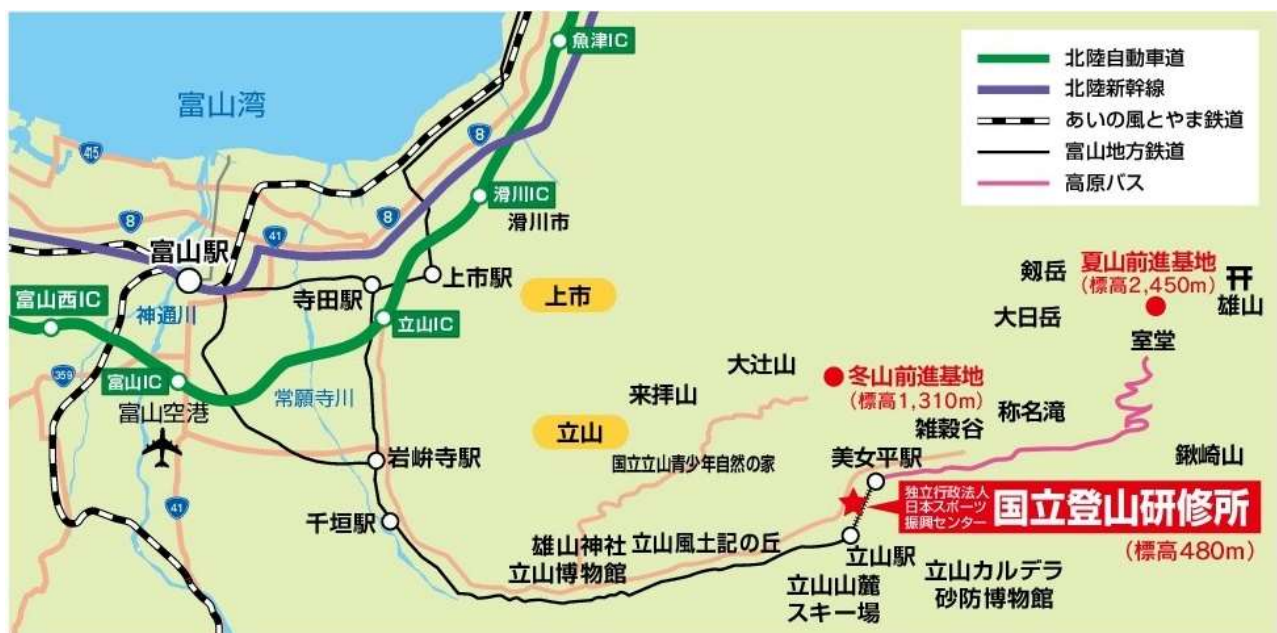 魚津IC
北陸自動車道
北陸新幹線
あいの風とやま鉄道
富山地方鉄道
高原バス
富山湾
415
8
滑川IC
滑川市
8
8
41
富山駅
上市駅
寺田駅
上市
富山西IC
神通川
立山IC
剱岳
夏山前進基地
(標高2,450m)
雄山
大日岳
室堂
359
富山IC
富山空港
常願寺川
大辻山
来拝山
冬山前進基地
(標高1,310m)
称名滝
雑穀谷
立山
岩峅寺駅
国立立山青少年自然の家
美女平駅
鍬崎山
41
千垣駅
独立行政法人
日本スポーツ
振興センター
国立登山研修所
(標高480m)
雄山神社
立山博物館
立山風土記の丘
立山駅
立山山麓
スキー場
立山カルデラ
砂防博物館